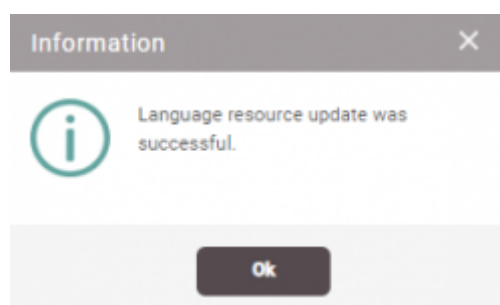 Information
Language resource update was
successful.
Ok